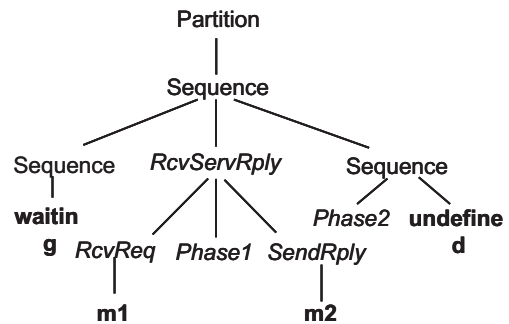 Partition
Sequence
Sequence RcvServRply Sequence
waitin
g
Phase2 undefine
d
RcvReq Phase1 SendRply
m1 m2